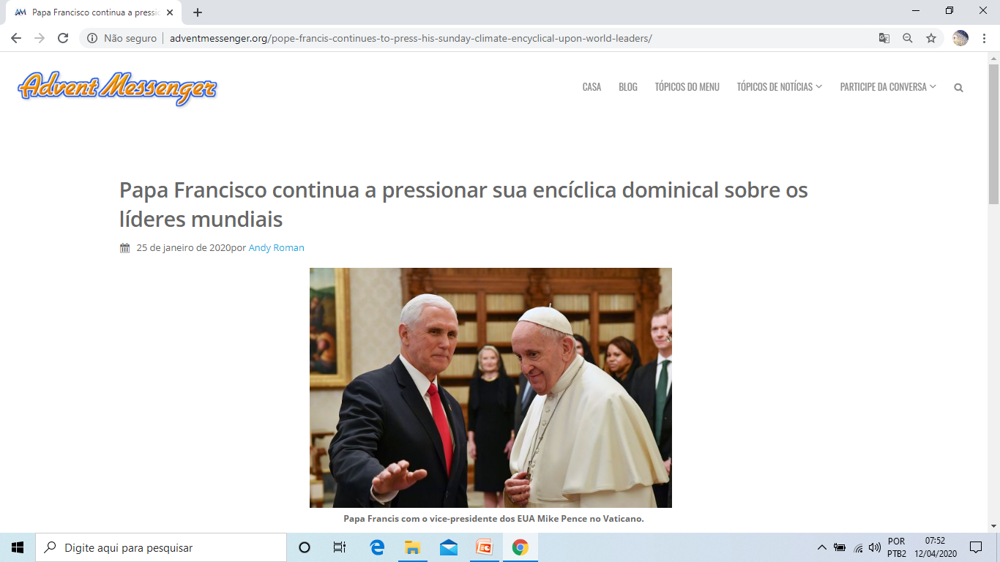 Papa Francisco continua a pressic
Não seguro
adventmessenger.org/pope-francis-continues-to-press-his-sunday-climate-encyclical-upon-world-leaders/
Advent Messenger
CASA BLOG TÓPICOS DO MENU TÓPICOS DE NOTÍCIAS PARTICIPE DA CONVERSA
Papa Francisco continua a pressionar sua encíclica dominical sobre os
líderes mundiais
25 de janeiro de 2020por Andy Roman
Papa Francis com o vice-presidente dos EUA Mike Pence no Vaticano.
Digite aqui para pesquisar
POR
PTB2
07:52
12/04/2020